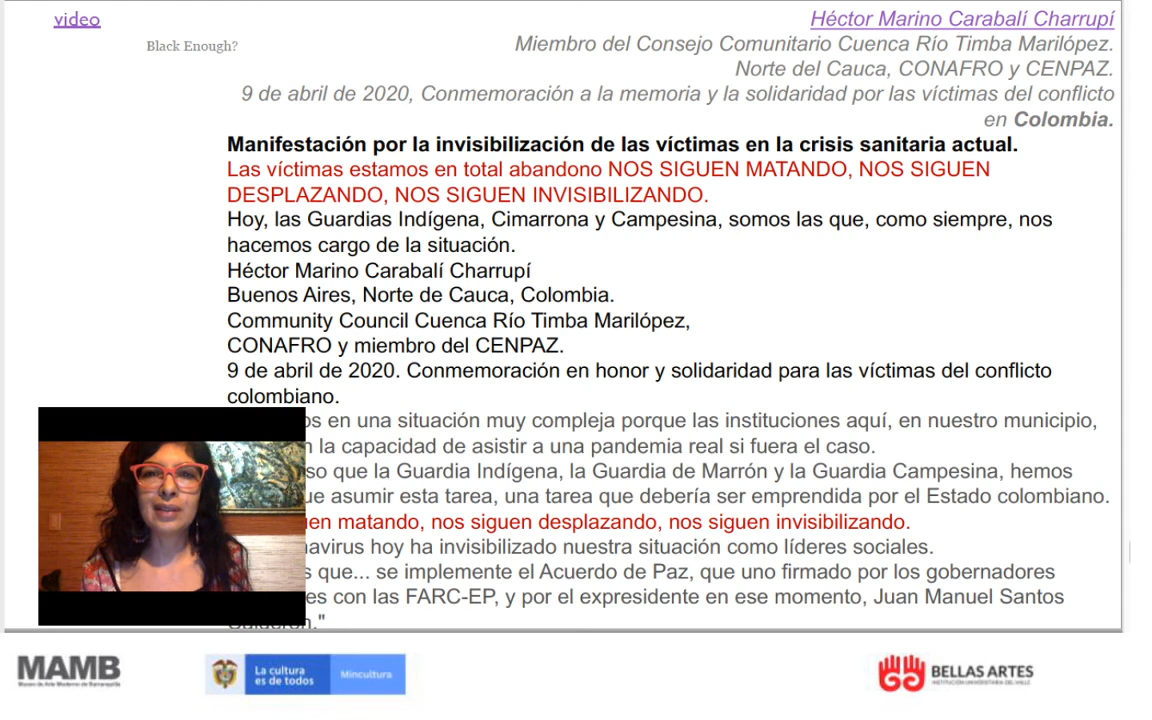 video
Héctor Marino Carabalí Charrupí
Black Enough?
Miembro del Consejo Comunitario Cuenca Río Timba Marilópez.
Norte del Cauca, CONAFRO y CENPAZ.
9 de abril de 2020, Conmemoración a la memoria y la solidaridad por las víctimas del conflicto
en Colombia.
Manifestación por la invisibilización de las víctimas en la crisis sanitaria actual.
Las víctimas estamos en total abandono NOS SIGUEN MATANDO, NOS SIGUEN
DESPLAZANDO, NOS SIGUEN INVISIBILIZANDO.
Hoy, las Guardias Indígena, Cimarrona y Campesina, somos las que, como siempre, nos
hacemos cargo de la situación.
Héctor Marino Carabalí Charrupí
Buenos Aires, Norte de Cauca, Colombia.
Community Council Cuenca Río Timba Marilópez,
CONAFRO y miembro del CENPAZ.
9 de abril de 2020. Conmemoración en honor y solidaridad para las víctimas del conflicto
colombiano.
en una situación muy compleja porque las instituciones aquí, en nuestro municipio,
la capacidad de asistir a una pandemia real si fuera el caso.
que la Guardia Indígena, la Guardia de Marrón y la Guardia Campesina, hemos
asumir esta tarea, una tarea que debería ser emprendida por el Estado colombiano.
matando, nos siguen desplazando, nos siguen invisibilizando.
hoy ha invisibilizado nuestra situación como líderes sociales.
que... se implemente el Acuerdo de Paz, que uno firmado por los gobernadores
con las FARC-EP, y por el expresidente en ese momento, Juan Manuel Santos
MAMB
Museo de Arte Moderno de Barranquilla
La cultura
es de todos
Mincultura
BELLAS ARTES
INSTITUCIÓN UNIVERSITARIA DEL VALLE